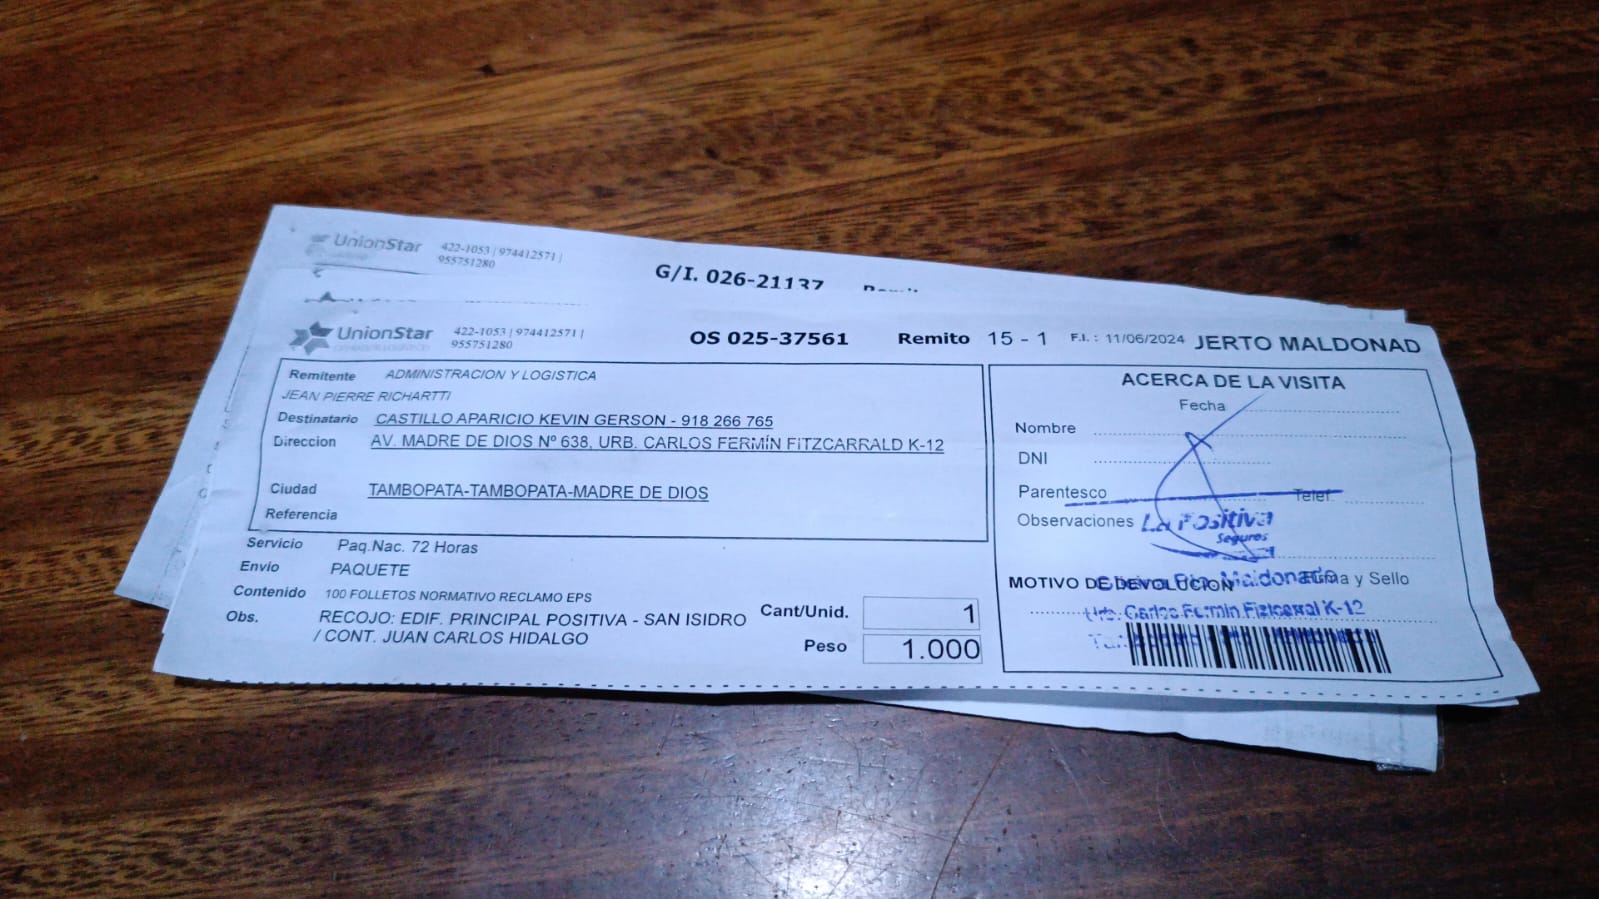 UnionStar 422-1053 | 974412571 |
955751280
G/I. 026-21137
UnionStar 422-1053 | 974412571 |
955751280
OS 025-37561 Remito 15 - 1 F.I. : 11/06/2024 JERTO MALDONAD
Remitente ADMINISTRACION Y LOGISTICA
JEAN PIERRE RICHARTTI
Destinatario CASTILLO APARICIO KEVIN GERSON - 918 266 765
Direccion AV. MADRE DE DIOS Nº 638, URB. CARLOS FERMÍN FITZCARRALD K-12
Ciudad TAMBOPATA-TAMBOPATA-MADRE DE DIOS
Referencia
Servicio Paq.Nac. 72 Horas
Envio PAQUETE
Contenido 100 FOLLETOS NORMATIVO RECLAMO EPS
Obs. RECOJO: EDIF. PRINCIPAL POSITIVA - SAN ISIDRO
/ CONT. JUAN CARLOS HIDALGO
Cant/Unid. 1
Peso 1.000
ACERCA DE LA VISITA
Fecha
Nombre
DNI
Parentesco Telef.
Observaciones La Positiva
Seguros
MOTIVO DE DEVOLUCION Firma y Sello
Maldonado
Urb. Carlos Fermin Fizicarral K-12